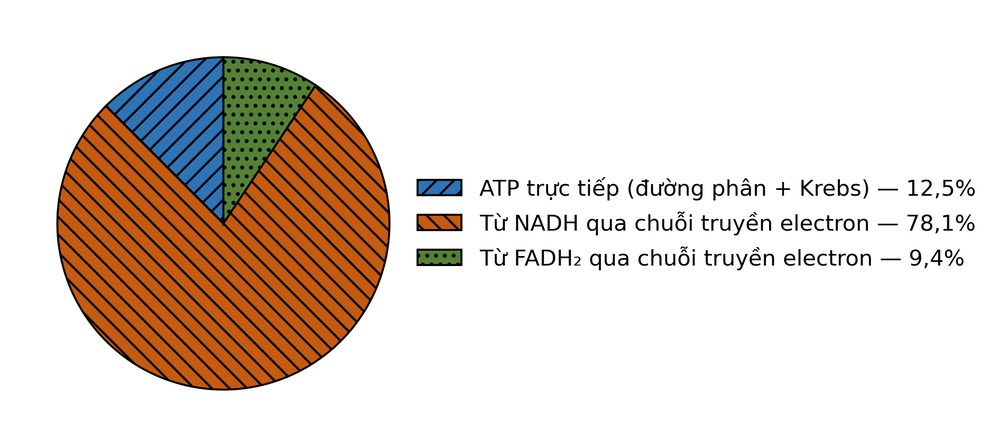 ATP trực tiếp (đường phân + Krebs) — 12,5%
Từ NADH qua chuỗi truyền electron — 78,1%
Từ FADH₂ qua chuỗi truyền electron — 9,4%